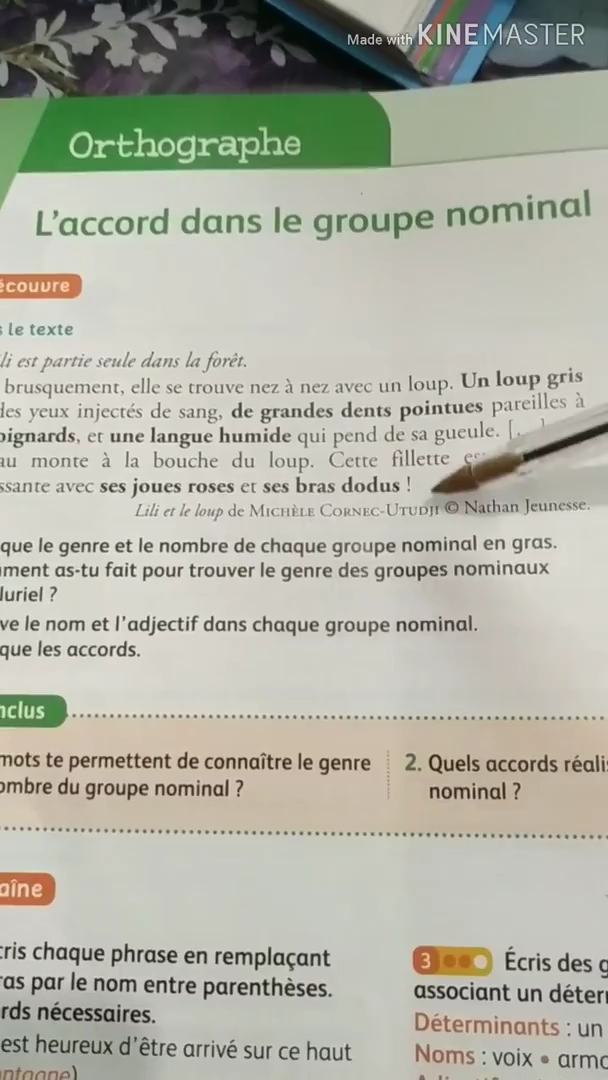 Made with KINEMASTER
Orthographe
L'accord dans le groupe nominal
écouvre
le texte
li est partie seule dans la forêt.
brusquement, elle se trouve nez à nez avec un loup. Un loup gris
des yeux injectés de sang, de grandes dents pointues pareilles à
oignards, et une langue humide qui pend de sa gueule. [
au monte à la bouche du loup. Cette fillette es
ssante avec ses joues roses et ses bras dodus !
Lili et le loup de MICHÈLE CORNEC-UTUDJI © Nathan Jeunesse.
que le genre et le nombre de chaque groupe nominal en gras.
ment as-tu fait pour trouver le genre des groupes nominaux
luriel ?
ve le nom et l'adjectif dans chaque groupe nominal.
que les accords.
nclus
mots te permettent de connaître le genre
ombre du groupe nominal ?
2. Quels accords réali
nominal ?
aîne
cris chaque phrase en remplaçant
ras par le nom entre parenthèses.
rds nécessaires.
est heureux d'être arrivé sur ce haut
ntagne)
3 Écris des g
associant un déter
Déterminants : un
Noms : voix • armo